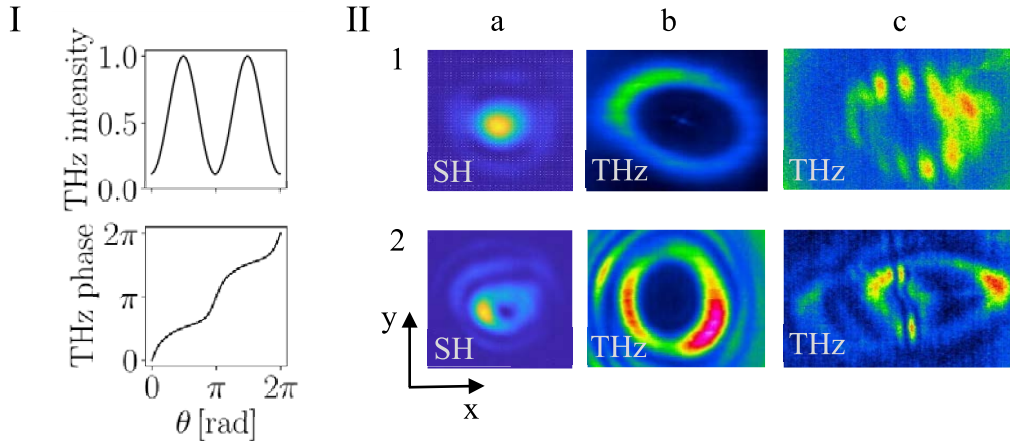 I
THz intensity
1.0
0.5
0.0
THz phase
2π
π
0
0 π 2π
θ [rad]
II
a b c
1
SH THz THz
2
SH THz THz
y
x